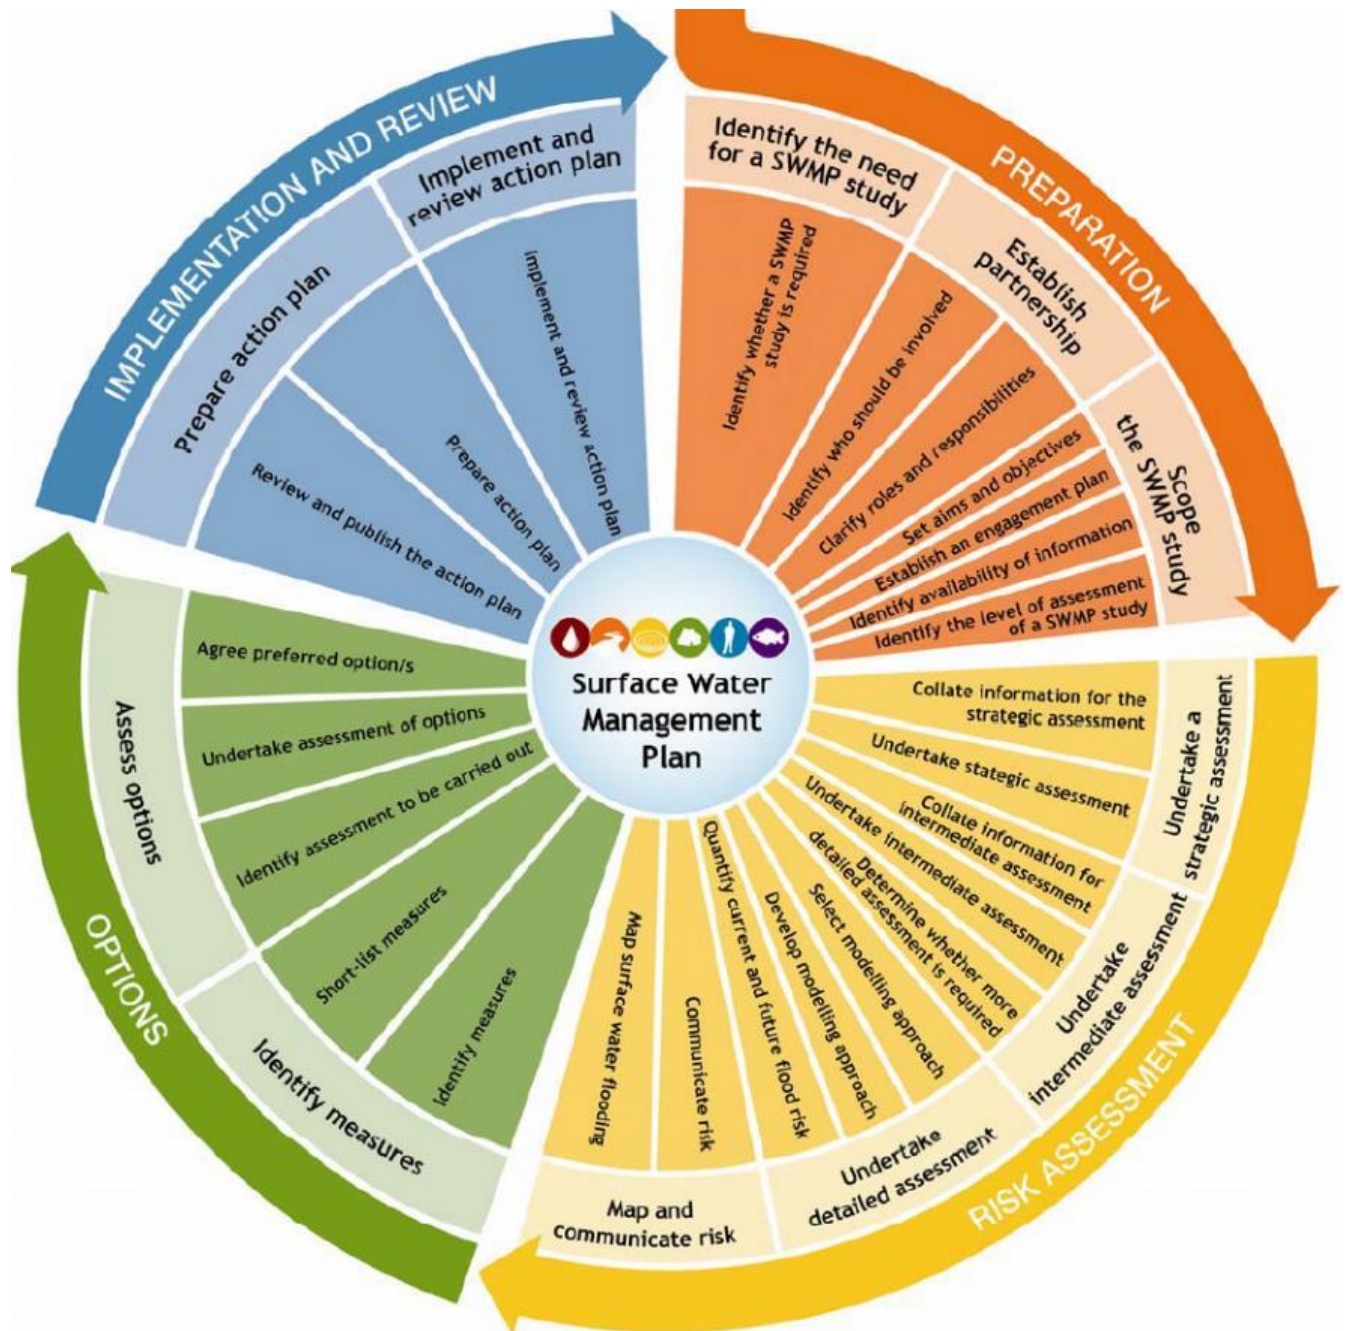 PREPARATION
Identify the need
for a SWMP study
Identify whether a SWMP
study is required
Establish
partnership
Identify who should be involved
Clarify roles and responsibilities
Scope
the SWMP study
Set aims and objectives
Establish an engagement plan
Identify availability of information
Identify the level of assessment
of a SWMP study
RISK ASSESSMENT
Undertake a
strategic assessment
Collate information for the
strategic assessment
Undertake stategic assessment
Undertake
intermediate assessment
Collate information for
intermediate assessment
Undertake intermediate assessment
Determine whether more
detailed assessment is required
Undertake
detailed assessment
Select modelling approach
Develop modelling approach
Quantify current and future flood risk
Map and
communicate risk
Communicate risk
Map surface water flooding
OPTIONS
Identify measures
Identify measures
Short-list measures
Assess options
Identify assessment to be carried out
Undertake assessment of options
Agree preferred option/s
IMPLEMENTATION AND REVIEW
Prepare action plan
Review and publish the action plan
Prepare action plan
Implement and
review action plan
Implement and review action plan
Surface Water
Management
Plan